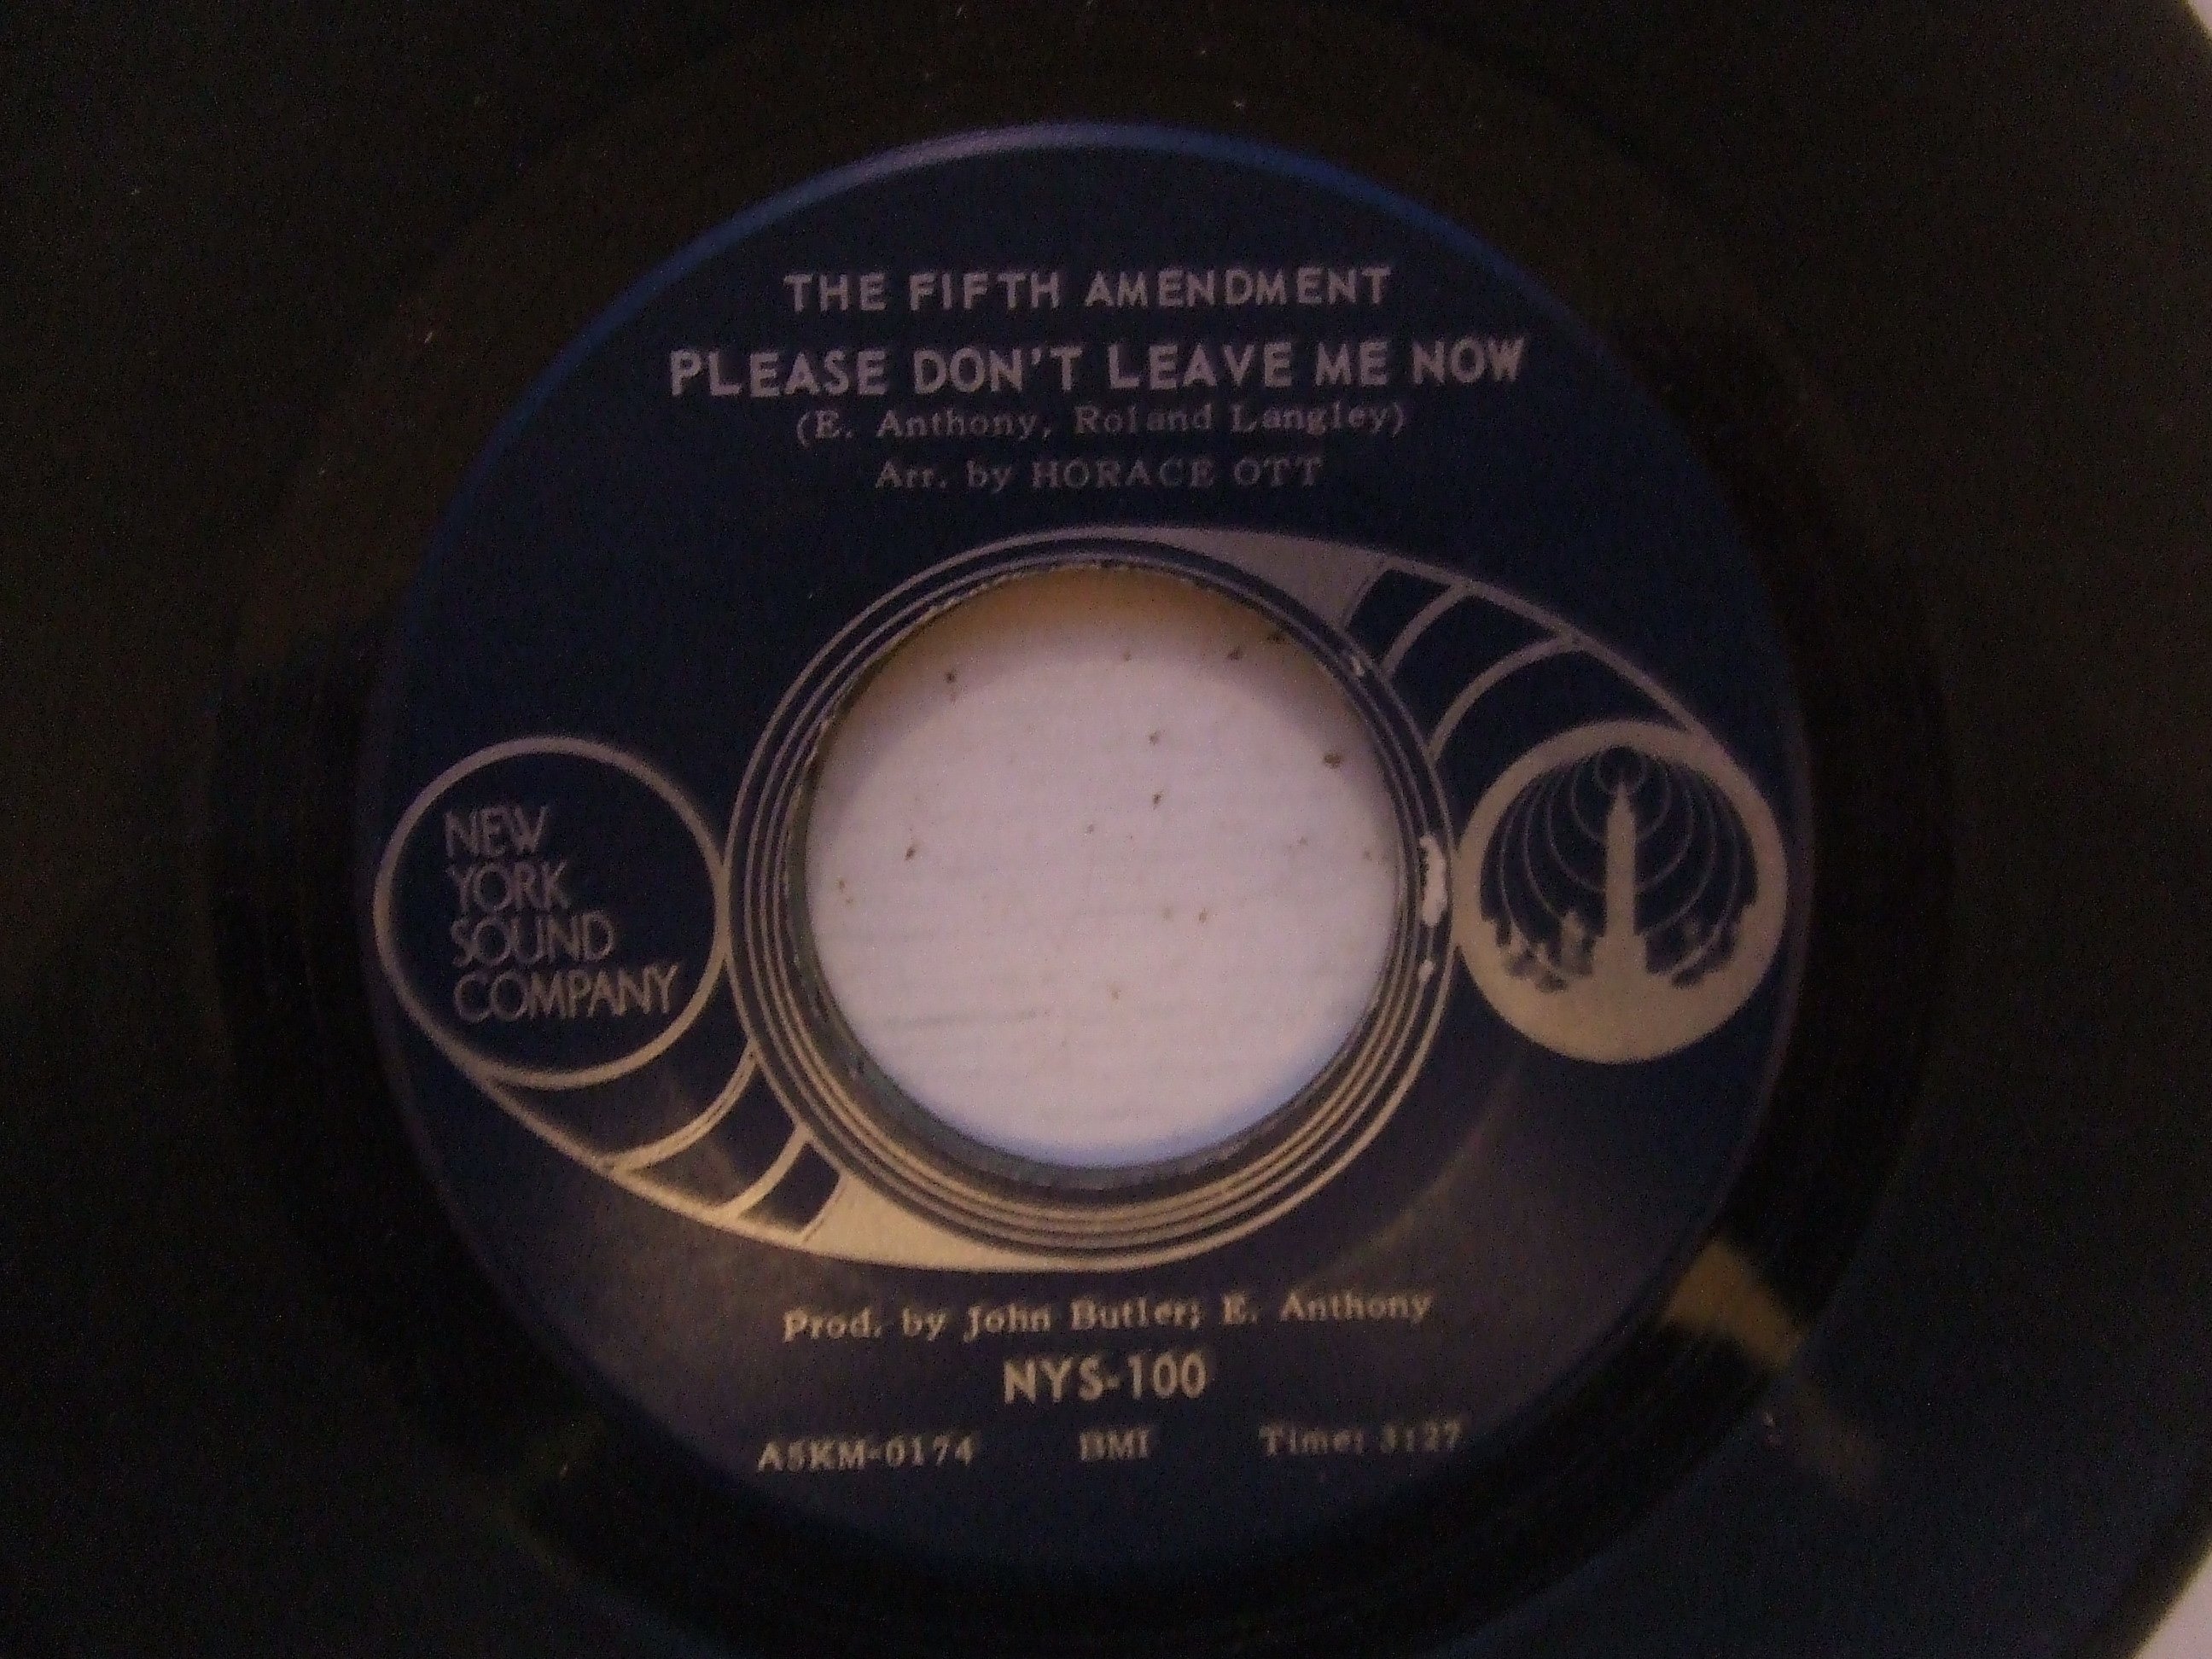 THE FIFTH AMENDMENT
PLEASE DON'T LEAVE ME NOW
(E. Anthony, Roland Langley)
Arr. by HORACE OTT
NEW
YORK
SOUND
COMPANY
Prod. by John Butler; E. Anthony
NYS-100
ASKM-0174 BMI Time: 3:27